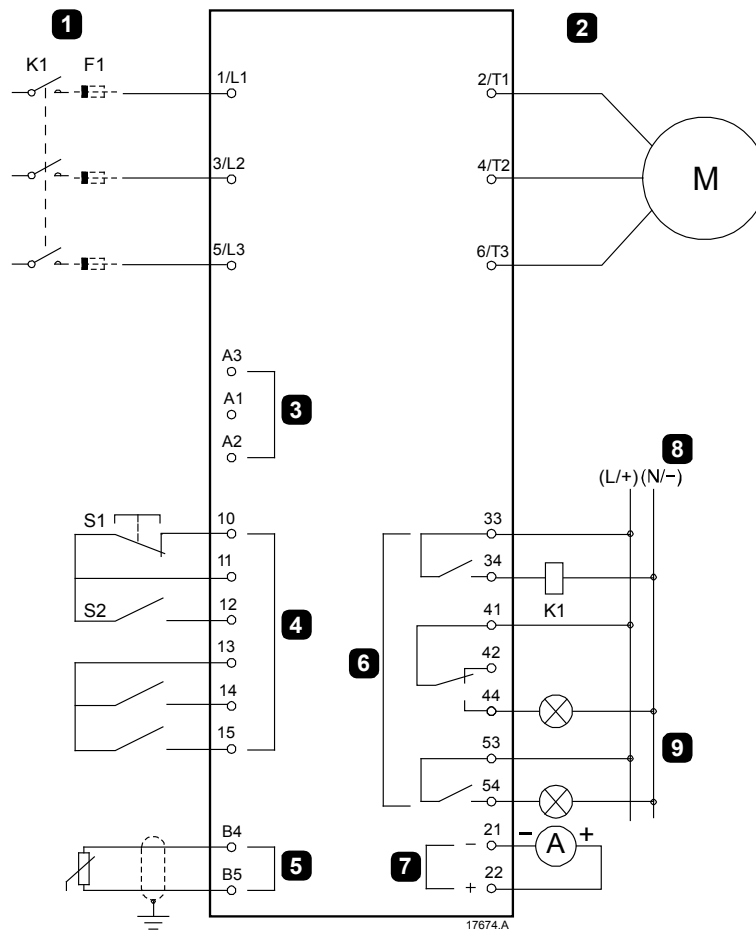 1
2
K1 F1
1/L1
2/T1
3/L2
4/T2
M
5/L3
6/T3
A3
A1
3
A2
8
(L/+) (N/−)
S1
10
33
11
34
K1
S2
12
4
41
13
6
42
14
44
15
53
9
54
B4
21
− A +
5
7
−
B5
22
+
17674.A